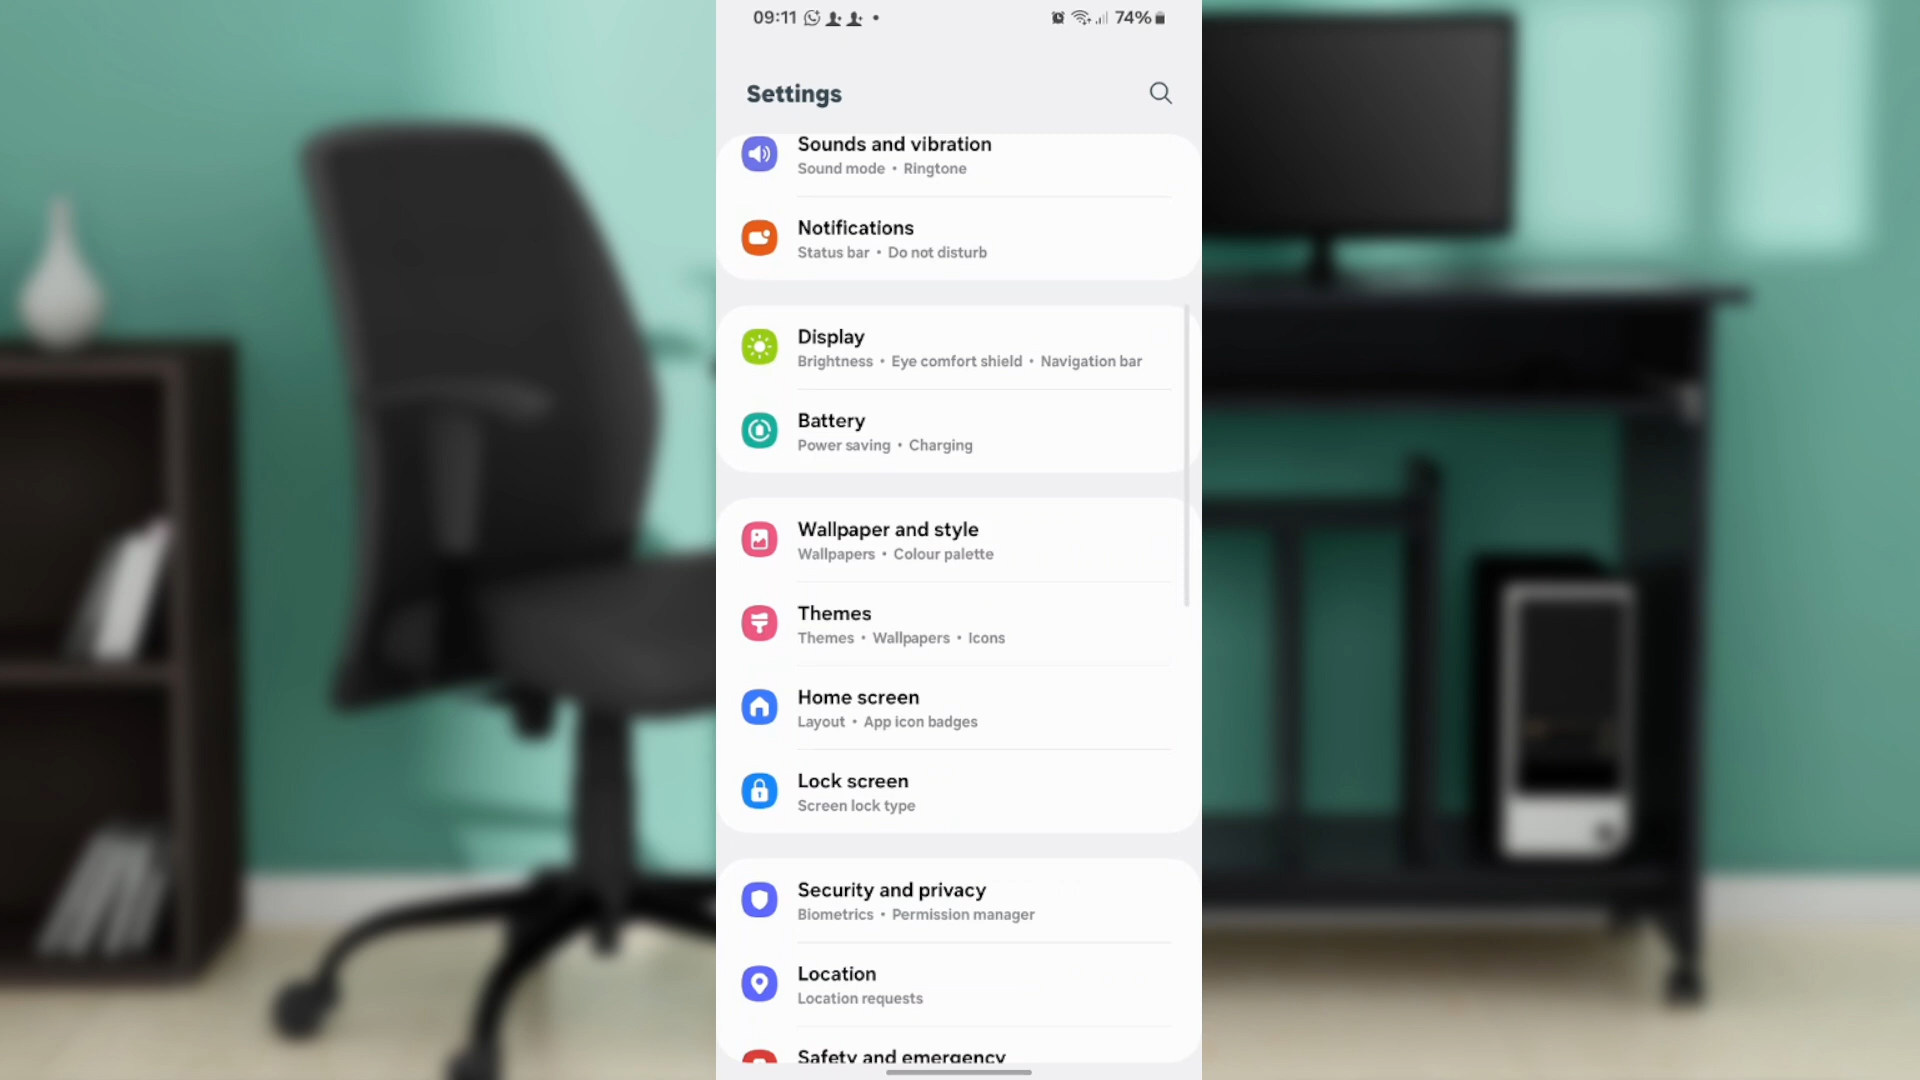 09:11
74%
Settings
Sounds and vibration
Sound mode • Ringtone
Notifications
Status bar • Do not disturb
Display
Brightness • Eye comfort shield • Navigation bar
Battery
Power saving • Charging
Wallpaper and style
Wallpapers • Colour palette
Themes
Themes • Wallpapers • Icons
Home screen
Layout • App icon badges
Lock screen
Screen lock type
Security and privacy
Biometrics • Permission manager
Location
Location requests
Safety and emergency